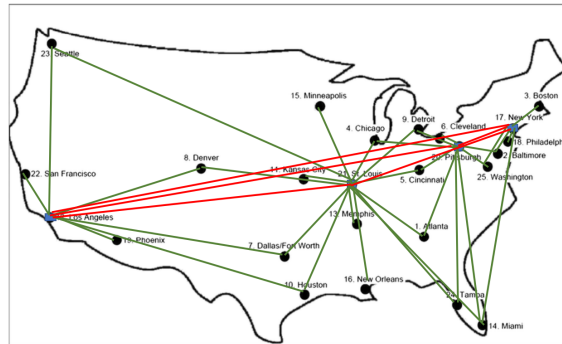 23. Seattle
3. Boston
15. Minneapolis
17. New York
9. Detroit
6. Cleveland
4. Chicago
18. Philadelph
20. Pittsburgh
2. Baltimore
8. Denver
11. Kansas City
21. St. Louis
5. Cincinnati
25. Washington
22. San Francisco
Los Angeles
13. Memphis
1. Atlanta
19. Phoenix
7. Dallas/Fort Worth
16. New Orleans
10. Houston
24. Tampa
14. Miami